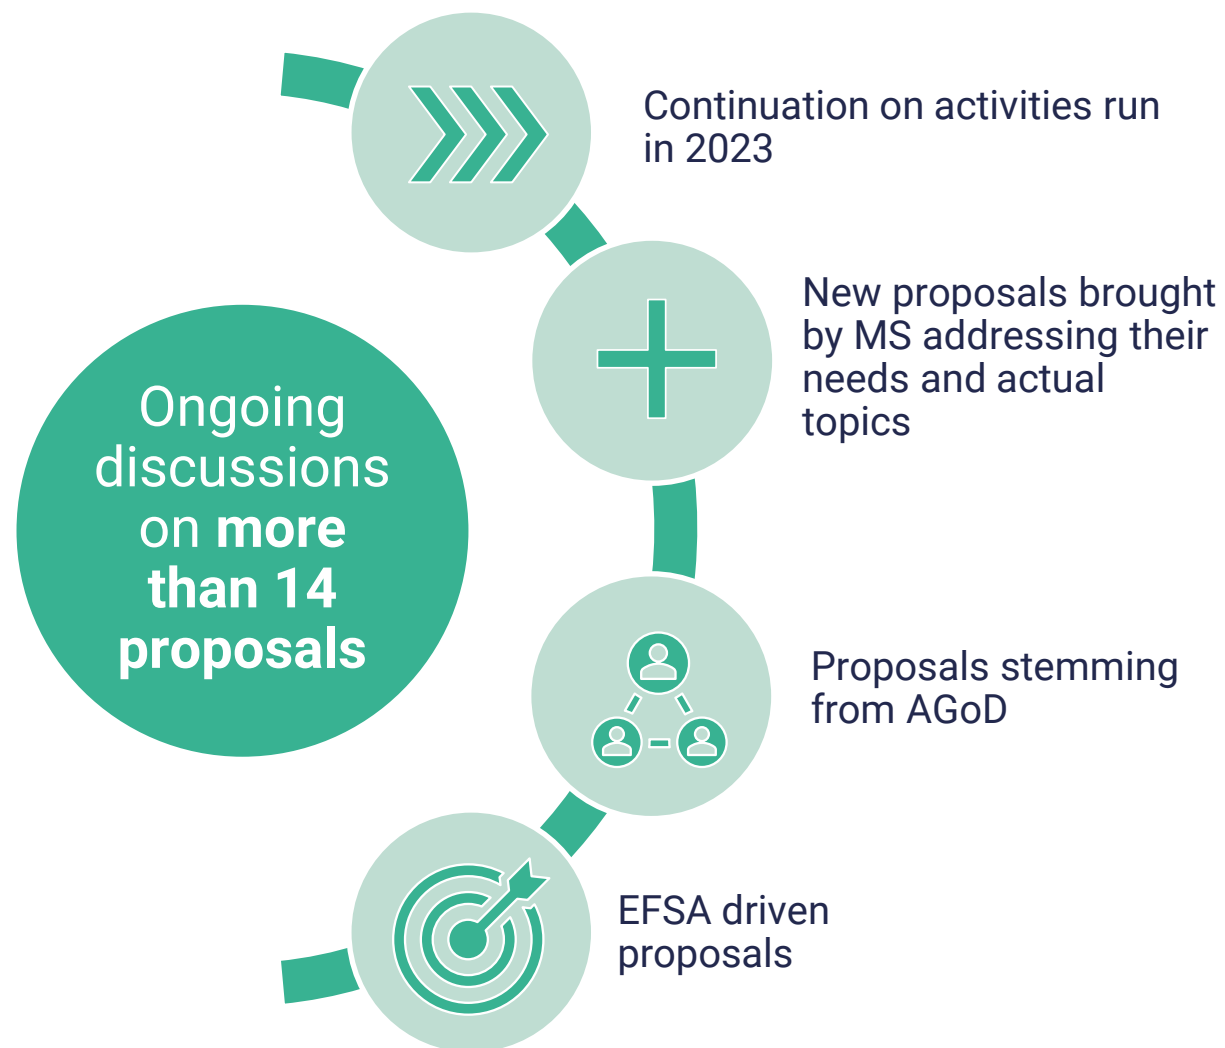 Continuation on activities run
in 2023
New proposals brought
by MS addressing their
needs and actual
topics
Ongoing
discussions
on more
than 14
proposals
Proposals stemming
from AGoD
EFSA driven
proposals